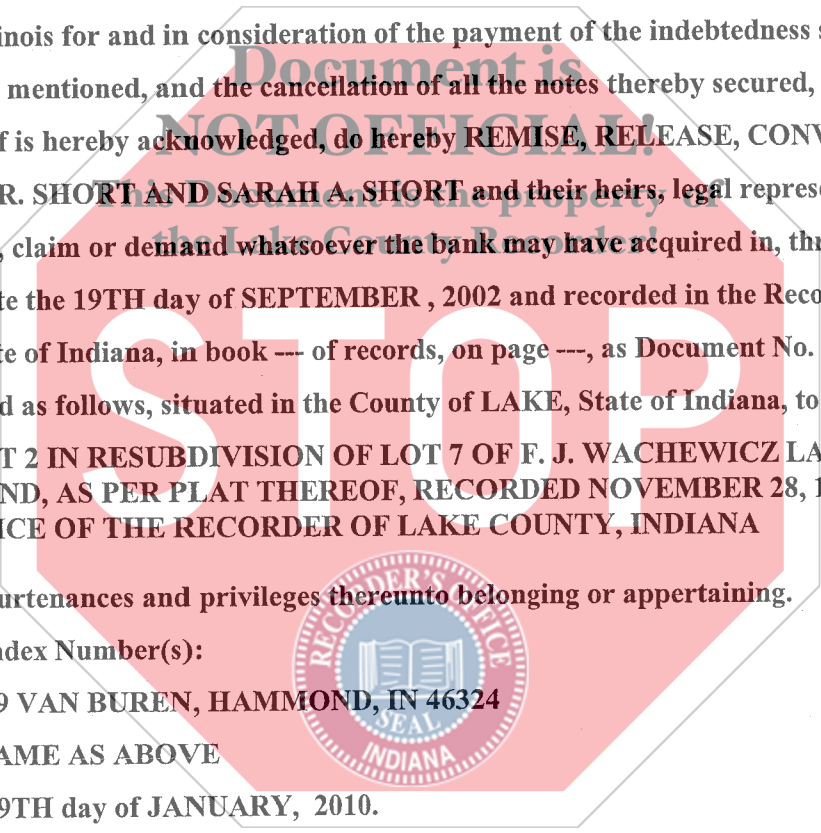 inois for and in consideration of the payment of the indebtedness s
Document is
mentioned, and the cancellation of all the notes thereby secured,
NOT OFFICIAL!
f is hereby acknowledged, do hereby REMISE, RELEASE, CONV
This Document is the property of
R. SHORT AND SARAH A. SHORT and their heirs, legal represe
the Lake County Recorder!
, claim or demand whatsoever the bank may have acquired in, thr
te the 19TH day of SEPTEMBER , 2002 and recorded in the Reco
STOP
te of Indiana, in book --- of records, on page ---, as Document No.
d as follows, situated in the County of LAKE, State of Indiana, to
T 2 IN RESUBDIVISION OF LOT 7 OF F. J. WACHEWICZ LA
ND, AS PER PLAT THEREOF, RECORDED NOVEMBER 28, 1
ICE OF THE RECORDER OF LAKE COUNTY, INDIANA
urtenances and privileges thereunto belonging or appertaining.
ndex Number(s):
RECORDER'S OFFICE
9 VAN BUREN, HAMMOND, IN 46324
SEAL
INDIANA
AME AS ABOVE
9TH day of JANUARY, 2010.